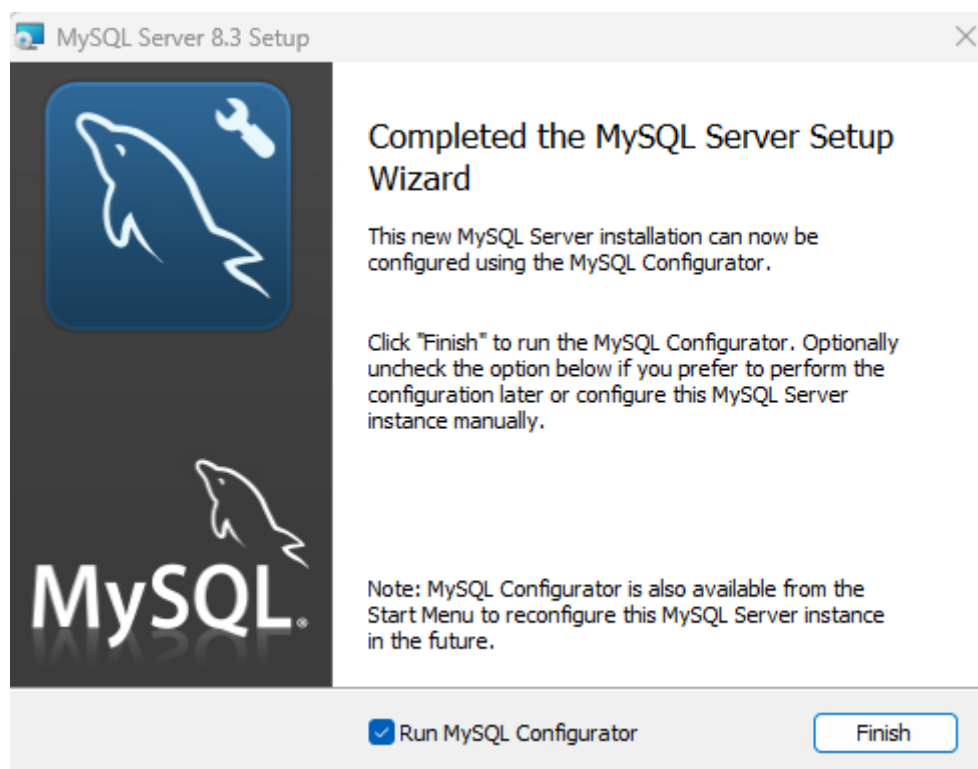 MySQL Server 8.3 Setup
Completed the MySQL Server Setup
Wizard
This new MySQL Server installation can now be
configured using the MySQL Configurator.
Click "Finish" to run the MySQL Configurator. Optionally
uncheck the option below if you prefer to perform the
configuration later or configure this MySQL Server
instance manually.
MySQL®
Note: MySQL Configurator is also available from the
Start Menu to reconfigure this MySQL Server instance
in the future.
Run MySQL Configurator
Finish